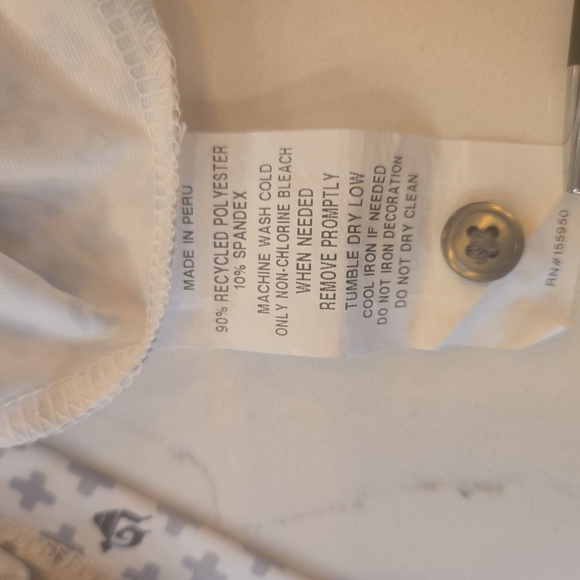 MADE IN PERU
90% RECYCLED POLYESTER
10% SPANDEX
MACHINE WASH COLD
ONLY NON-CHLORINE BLEACH
WHEN NEEDED
REMOVE PROMPTLY
TUMBLE DRY LOW
COOL IRON IF NEEDED
DO NOT IRON DECORATION
DO NOT DRY CLEAN
RN#155950